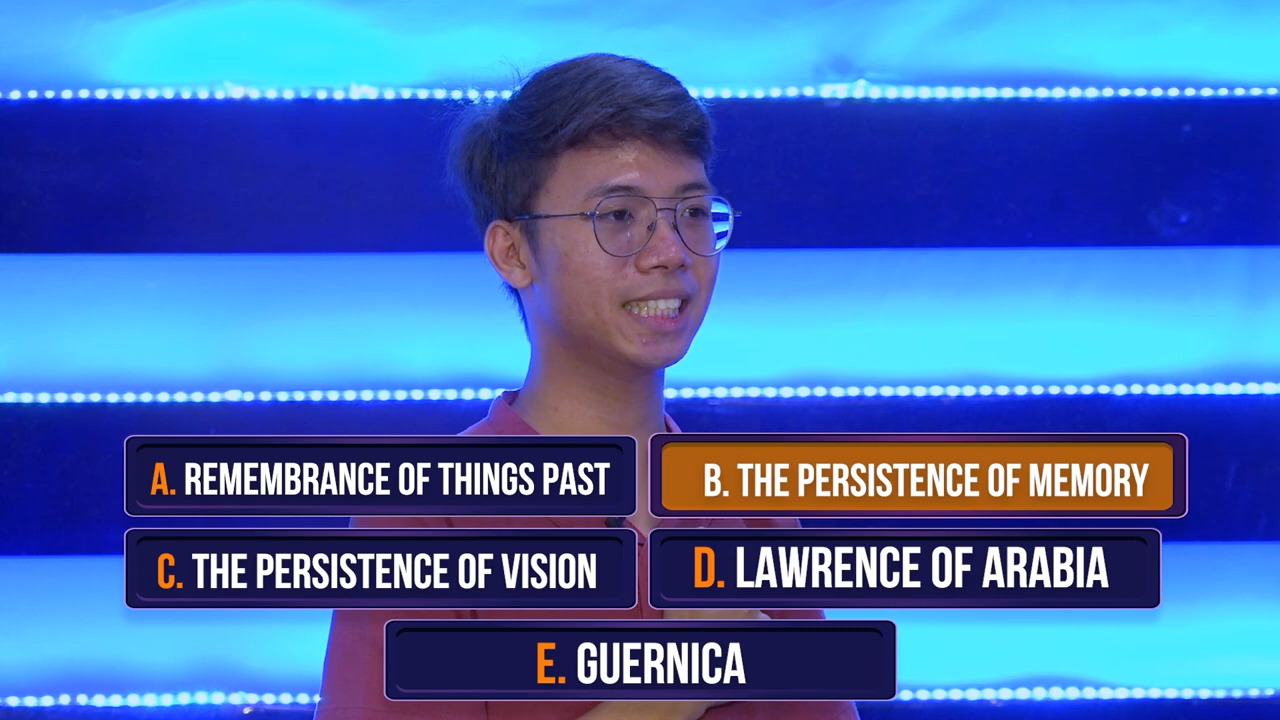 A. REMEMBRANCE OF THINGS PAST
B. THE PERSISTENCE OF MEMORY
C. THE PERSISTENCE OF VISION
D. LAWRENCE OF ARABIA
E. GUERNICA